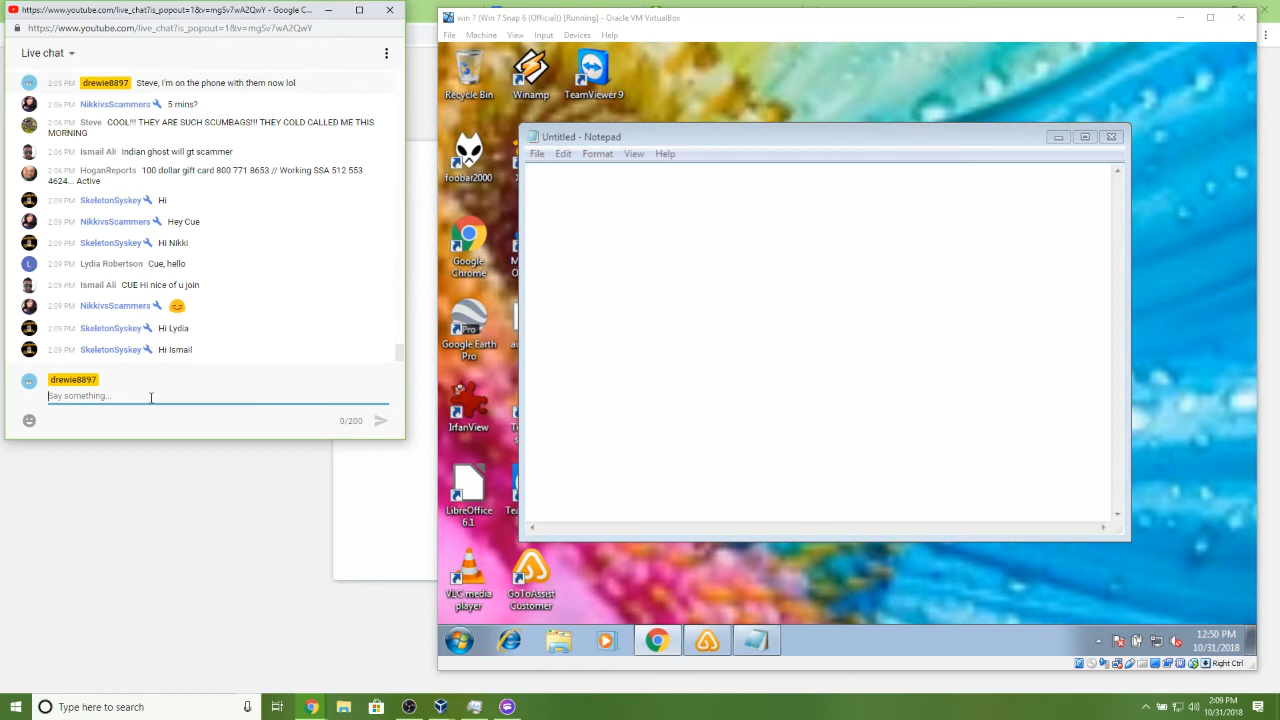 https://www.youtube.com/live_chat?is_popout=1&v=mgSv7wA2QwY - Google C...
https://www.youtube.com/live_chat?is_popout=1&v=mgSv7wA2QwY
Live chat
2:05 PM drewie8897 Steve, i'm on the phone with them now lol
2:06 PM NikkivsScammers 5 mins?
2:06 PM Steve COOL!!! THEY ARE SUCH SCUMBAGS!!! THEY COLD CALLED ME THIS
MORNING
2:06 PM Ismail Ali Indian ghost will gt scammer
2:06 PM HoganReports 100 dollar gift card 800 771 8653 // Working SSA 512 553
4624... Active
2:09 PM SkeletonSyskey Hi
2:09 PM NikkivsScammers Hey Cue
2:09 PM SkeletonSyskey Hi Nikki
L 2:09 PM Lydia Robertson Cue, hello
2:09 PM Ismail Ali CUE Hi nice of u join
2:09 PM NikkivsScammers 😊
2:09 PM SkeletonSyskey Hi Lydia
2:09 PM SkeletonSyskey Hi Ismail
drewie8897
Say something...
0/200
win 7 (Win 7 Snap 6 (Official)) [Running] - Oracle VM VirtualBox
File Machine View Input Devices Help
Recycle Bin
Winamp
TeamViewer 9
Untitled - Notepad
File Edit Format View Help
foobar2000
Google
Chrome
Google Earth
Pro
IrfanView
LibreOffice
6.1
VLC media
player
GoToAssist
Customer
12:50 PM
10/31/2018
Right Ctrl
Type here to search
2:09 PM
10/31/2018